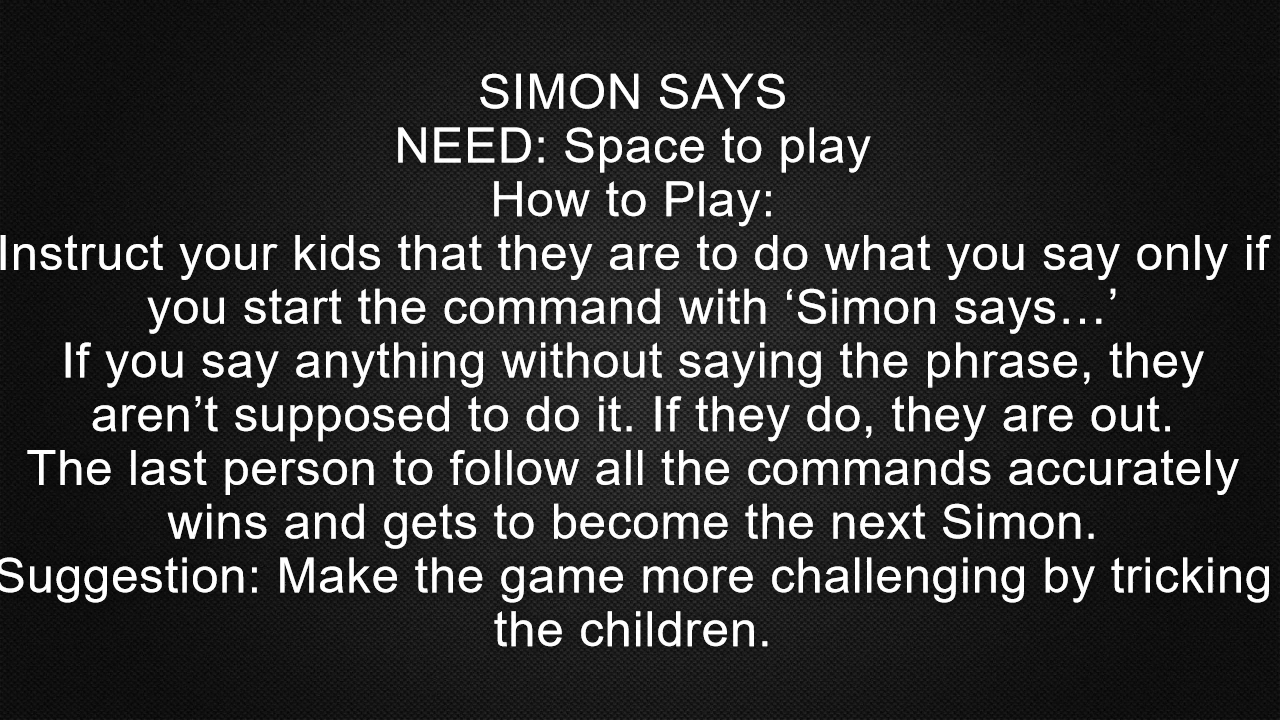 SIMON SAYS
NEED: Space to play
How to Play:
Instruct your kids that they are to do what you say only if
you start the command with ‘Simon says…’
If you say anything without saying the phrase, they
aren’t supposed to do it. If they do, they are out.
The last person to follow all the commands accurately
wins and gets to become the next Simon.
Suggestion: Make the game more challenging by tricking
the children.